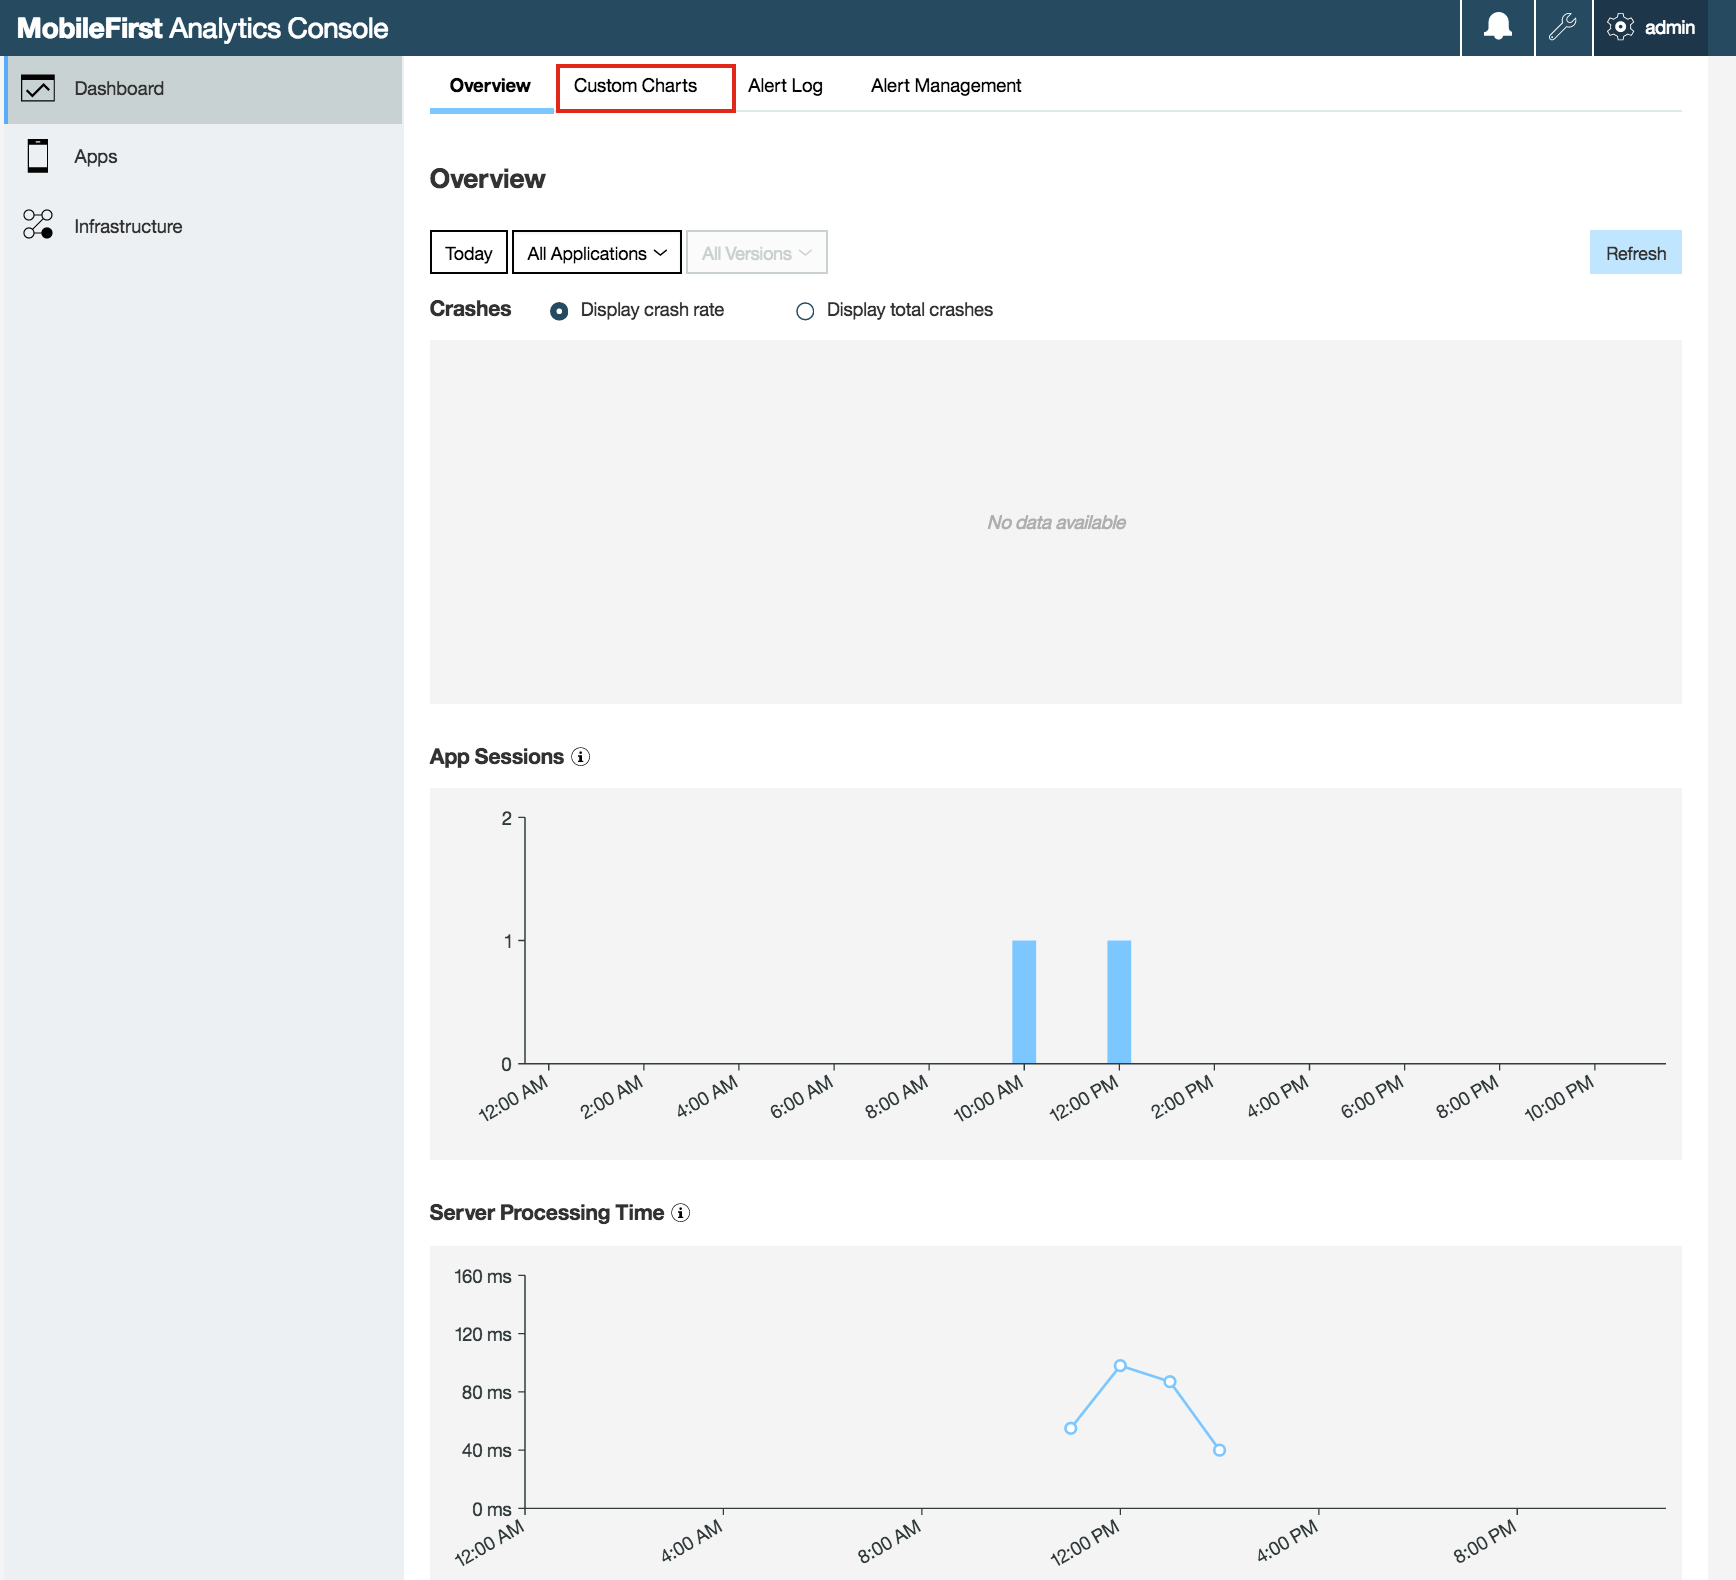 MobileFirst Analytics Console
admin
Dashboard
Apps
Infrastructure
Overview
Custom Charts
Alert Log
Alert Management
Overview
Today
All Applications
All Versions
Refresh
Crashes
Display crash rate
Display total crashes
No data available
App Sessions
2
1
0
12:00 AM
2:00 AM
4:00 AM
6:00 AM
8:00 AM
10:00 AM
12:00 PM
2:00 PM
4:00 PM
6:00 PM
8:00 PM
10:00 PM
Server Processing Time
160 ms
120 ms
80 ms
40 ms
0 ms
12:00 AM
4:00 AM
8:00 AM
12:00 PM
4:00 PM
8:00 PM